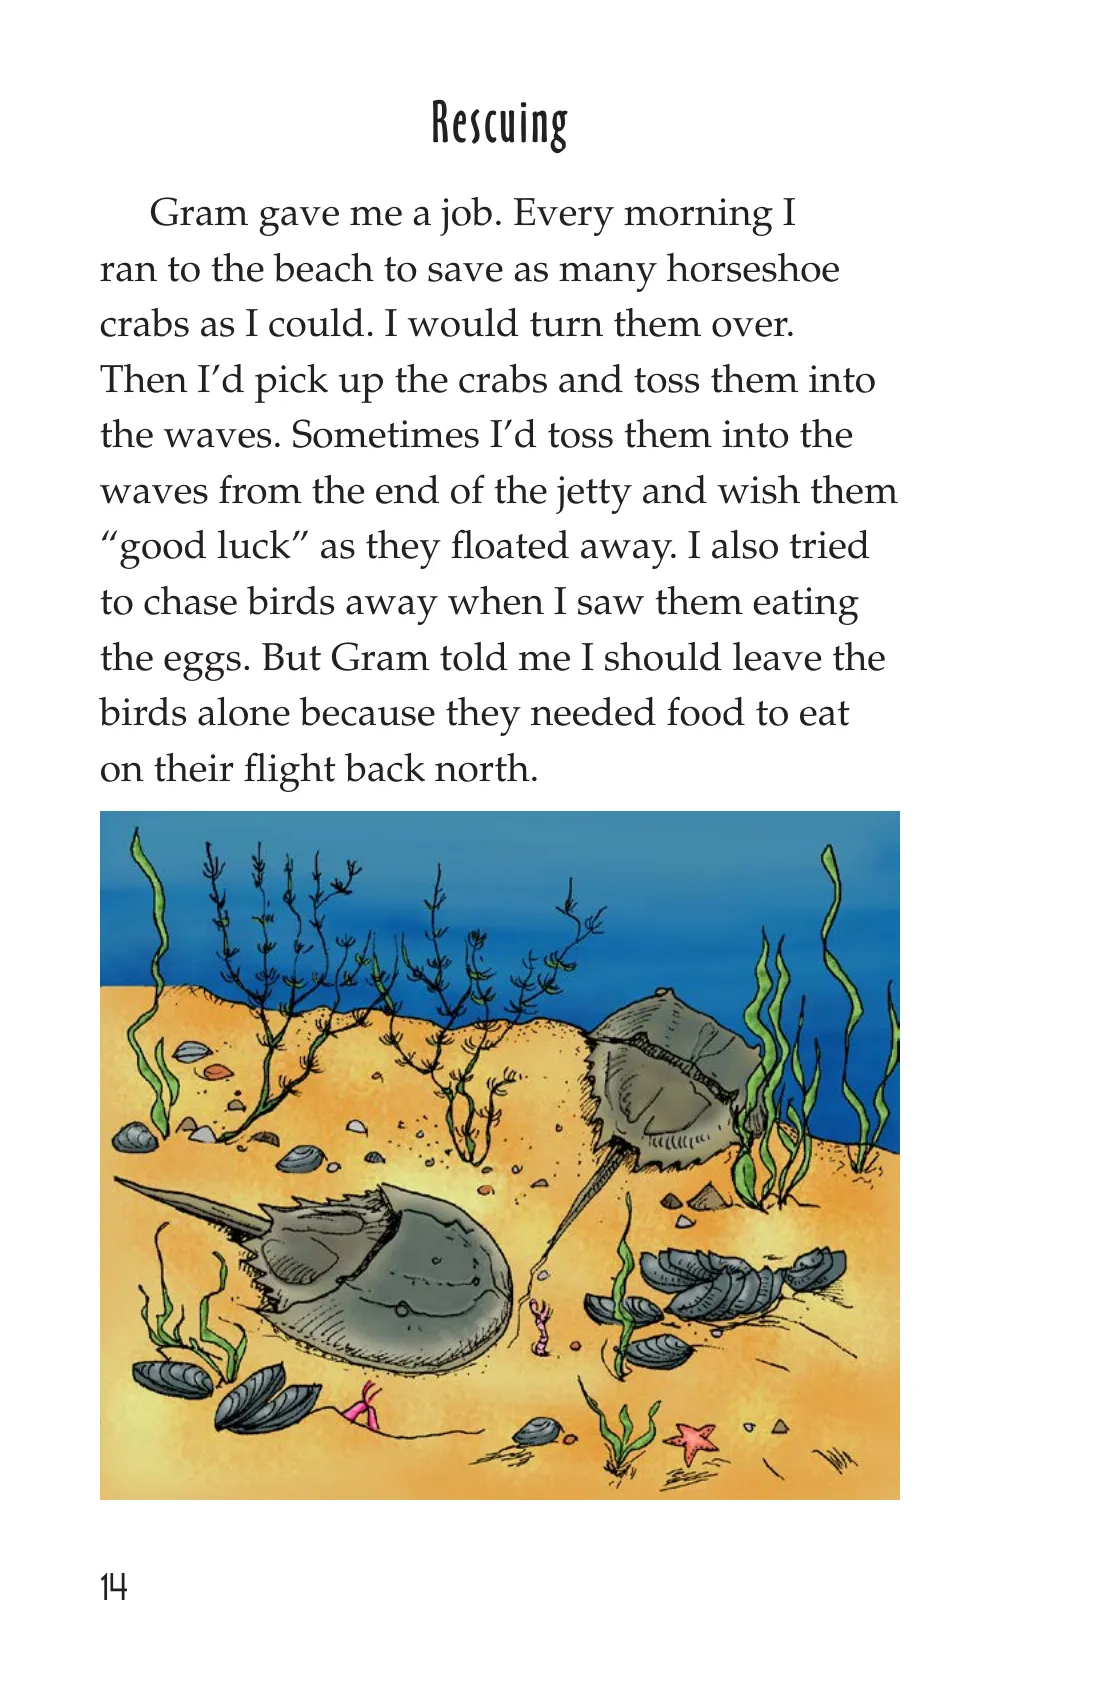 Rescuing
Gram gave me a job. Every morning I
ran to the beach to save as many horseshoe
crabs as I could. I would turn them over.
Then I’d pick up the crabs and toss them into
the waves. Sometimes I’d toss them into the
waves from the end of the jetty and wish them
“good luck” as they floated away. I also tried
to chase birds away when I saw them eating
the eggs. But Gram told me I should leave the
birds alone because they needed food to eat
on their flight back north.
14